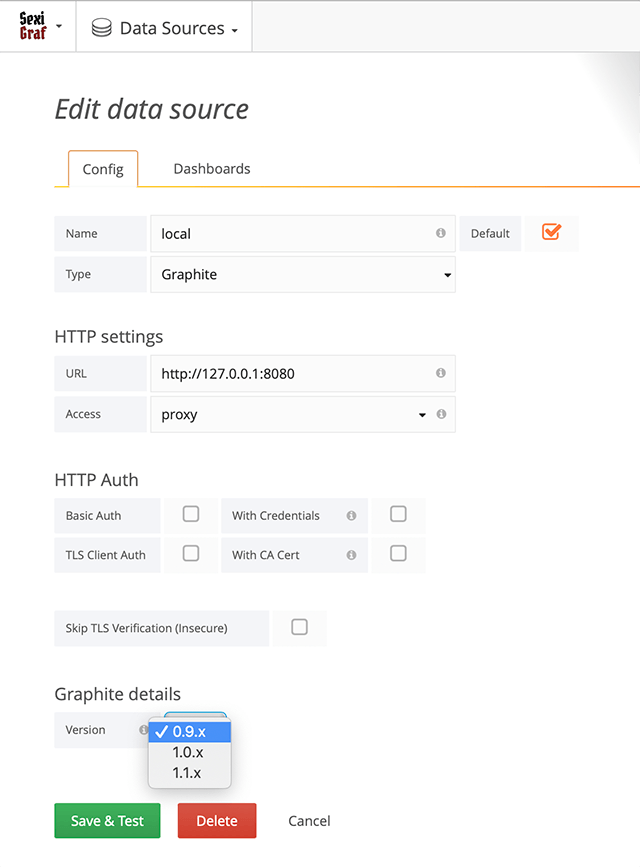 Sexi
Graf
Data Sources
Edit data source
Config
Dashboards
Name
local
Default
Type
Graphite
HTTP settings
URL
http://127.0.0.1:8080
Access
proxy
HTTP Auth
Basic Auth
With Credentials
TLS Client Auth
With CA Cert
Skip TLS Verification (Insecure)
Graphite details
Version
0.9.x
1.0.x
1.1.x
Save & Test
Delete
Cancel